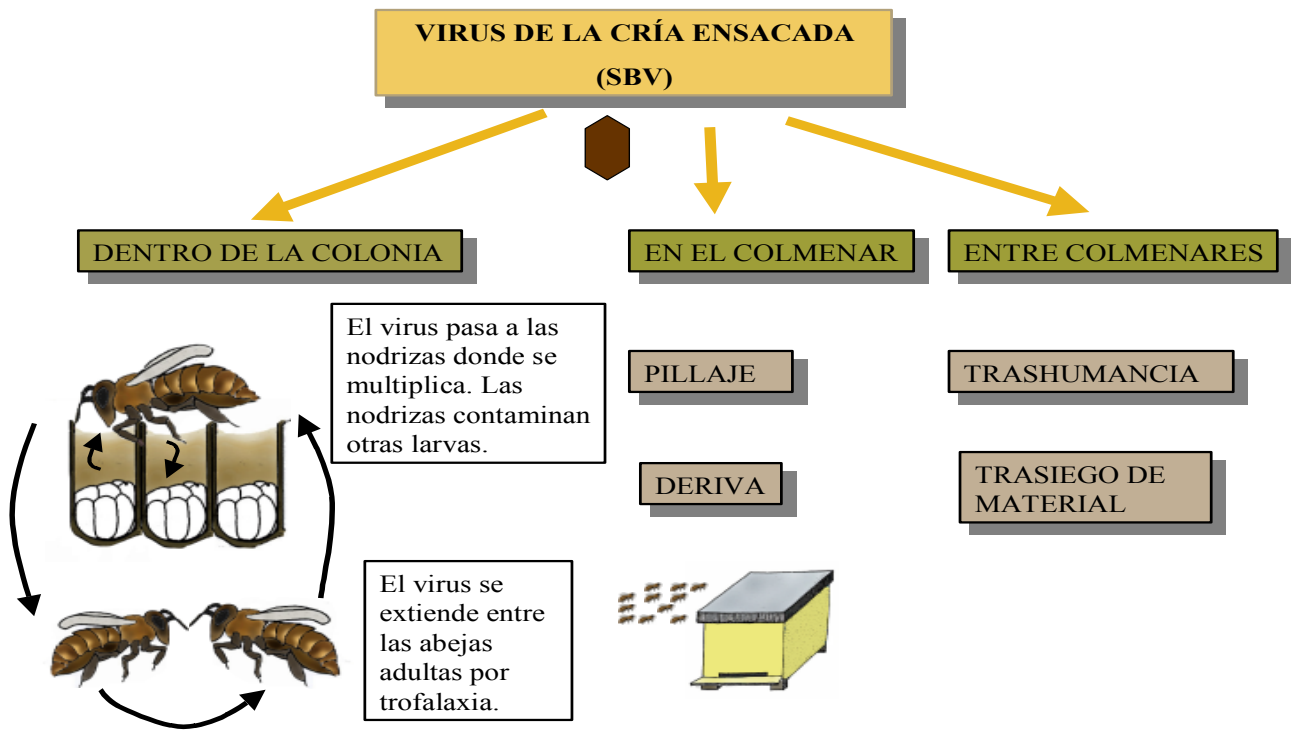 VIRUS DE LA CRÍA ENSACADA
(SBV)
DENTRO DE LA COLONIA
EN EL COLMENAR
ENTRE COLMENARES
El virus pasa a las
nodrizas donde se
multiplica. Las
nodrizas contaminan
otras larvas.
PILLAJE
TRASHUMANCIA
DERIVA
TRASIEGO DE
MATERIAL
El virus se
extiende entre
las abejas
adultas por
trofalaxia.